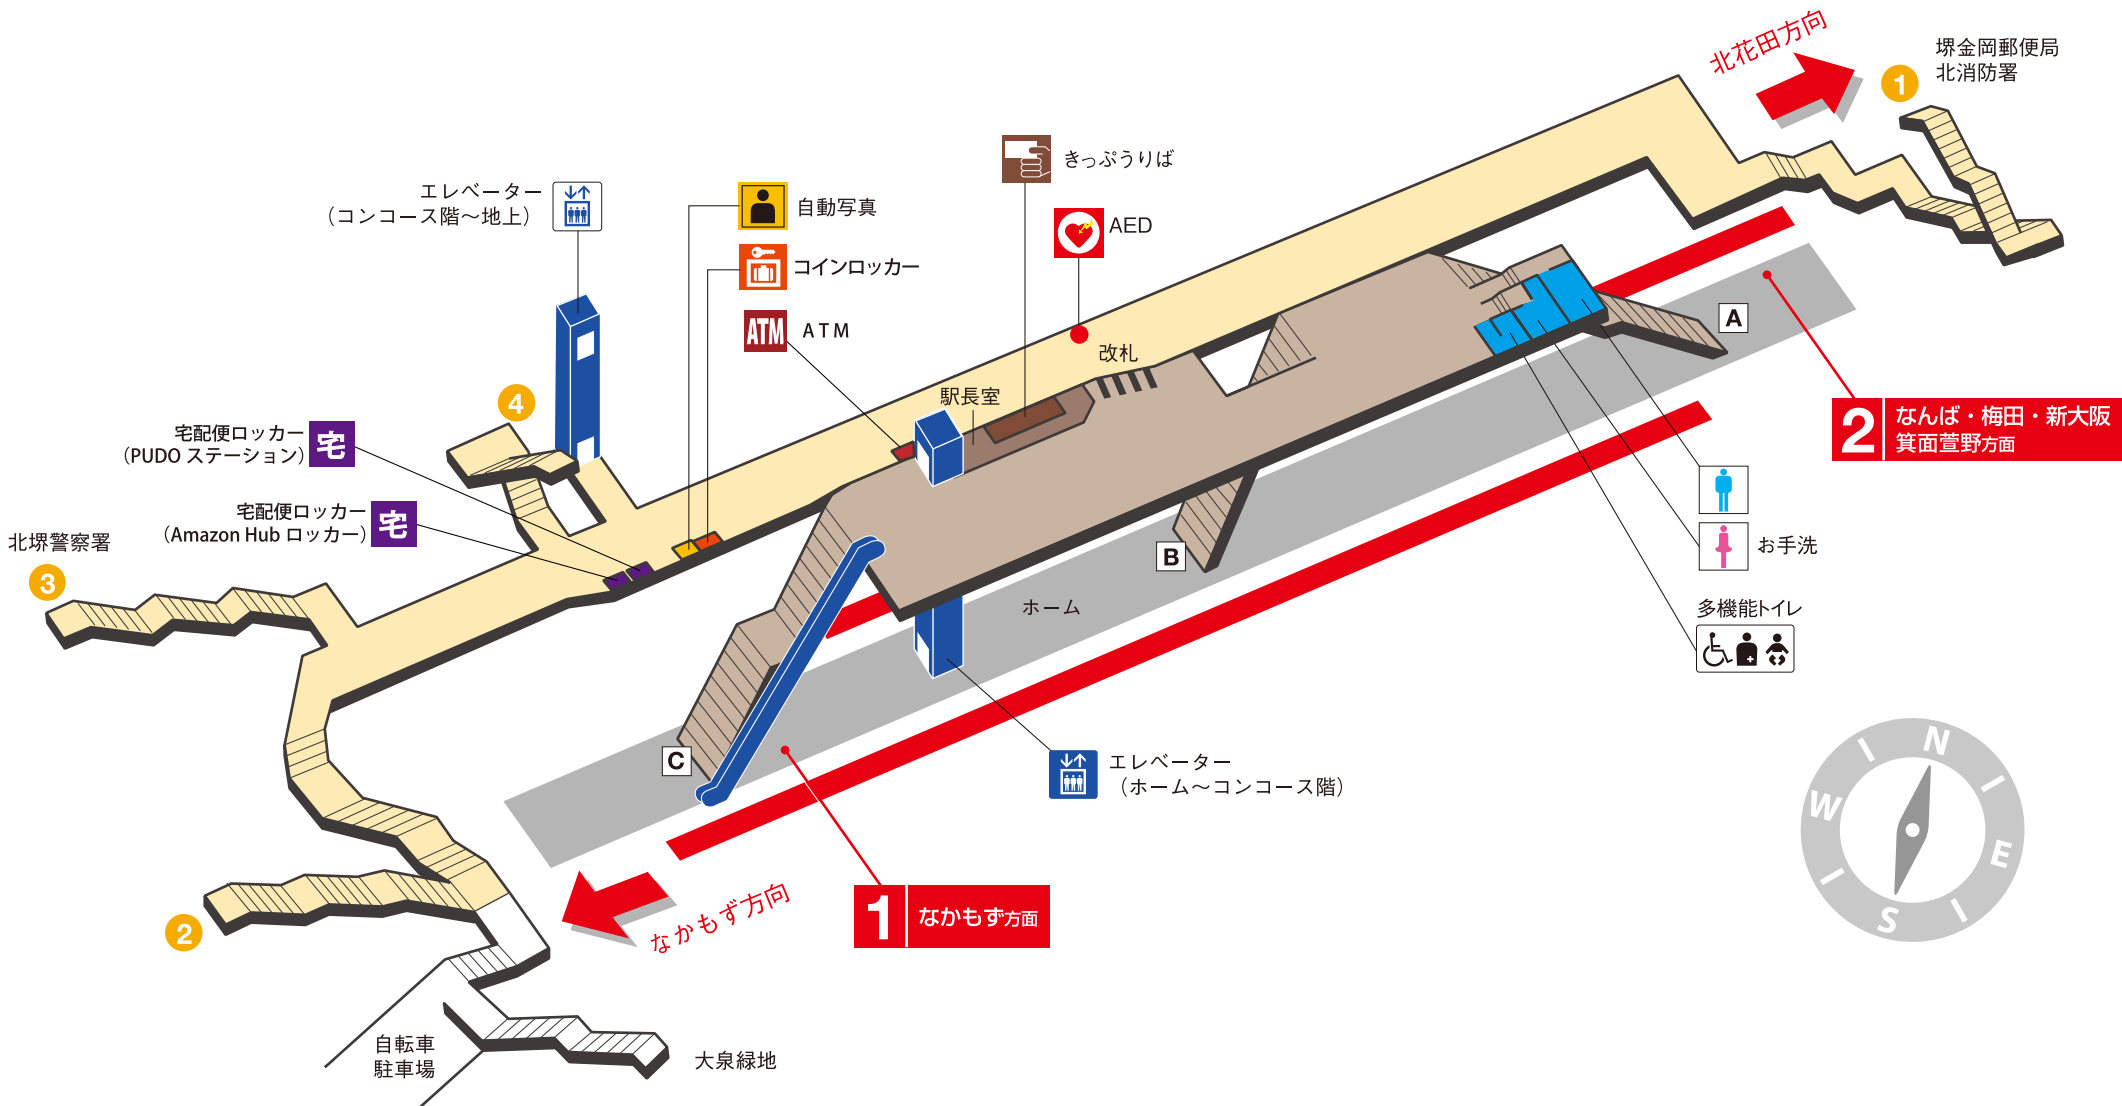 北花田方向
堺金岡郵便局
北消防署
1
きっぷうりば
エレベーター
（コンコース階～地上）
自動写真
AED
コインロッカー
ATM
ATM
改札
A
駅長室
4
2
なんば・梅田・新大阪
箕面萱野方面
宅配便ロッカー
（PUDO ステーション）
宅
宅配便ロッカー
（Amazon Hub ロッカー）
宅
北堺警察署
3
B
お手洗
ホーム
多機能トイレ
C
エレベーター
（ホーム～コンコース階）
N
W
E
S
なかもず方向
1
なかもず方面
2
自転車
駐車場
大泉緑地